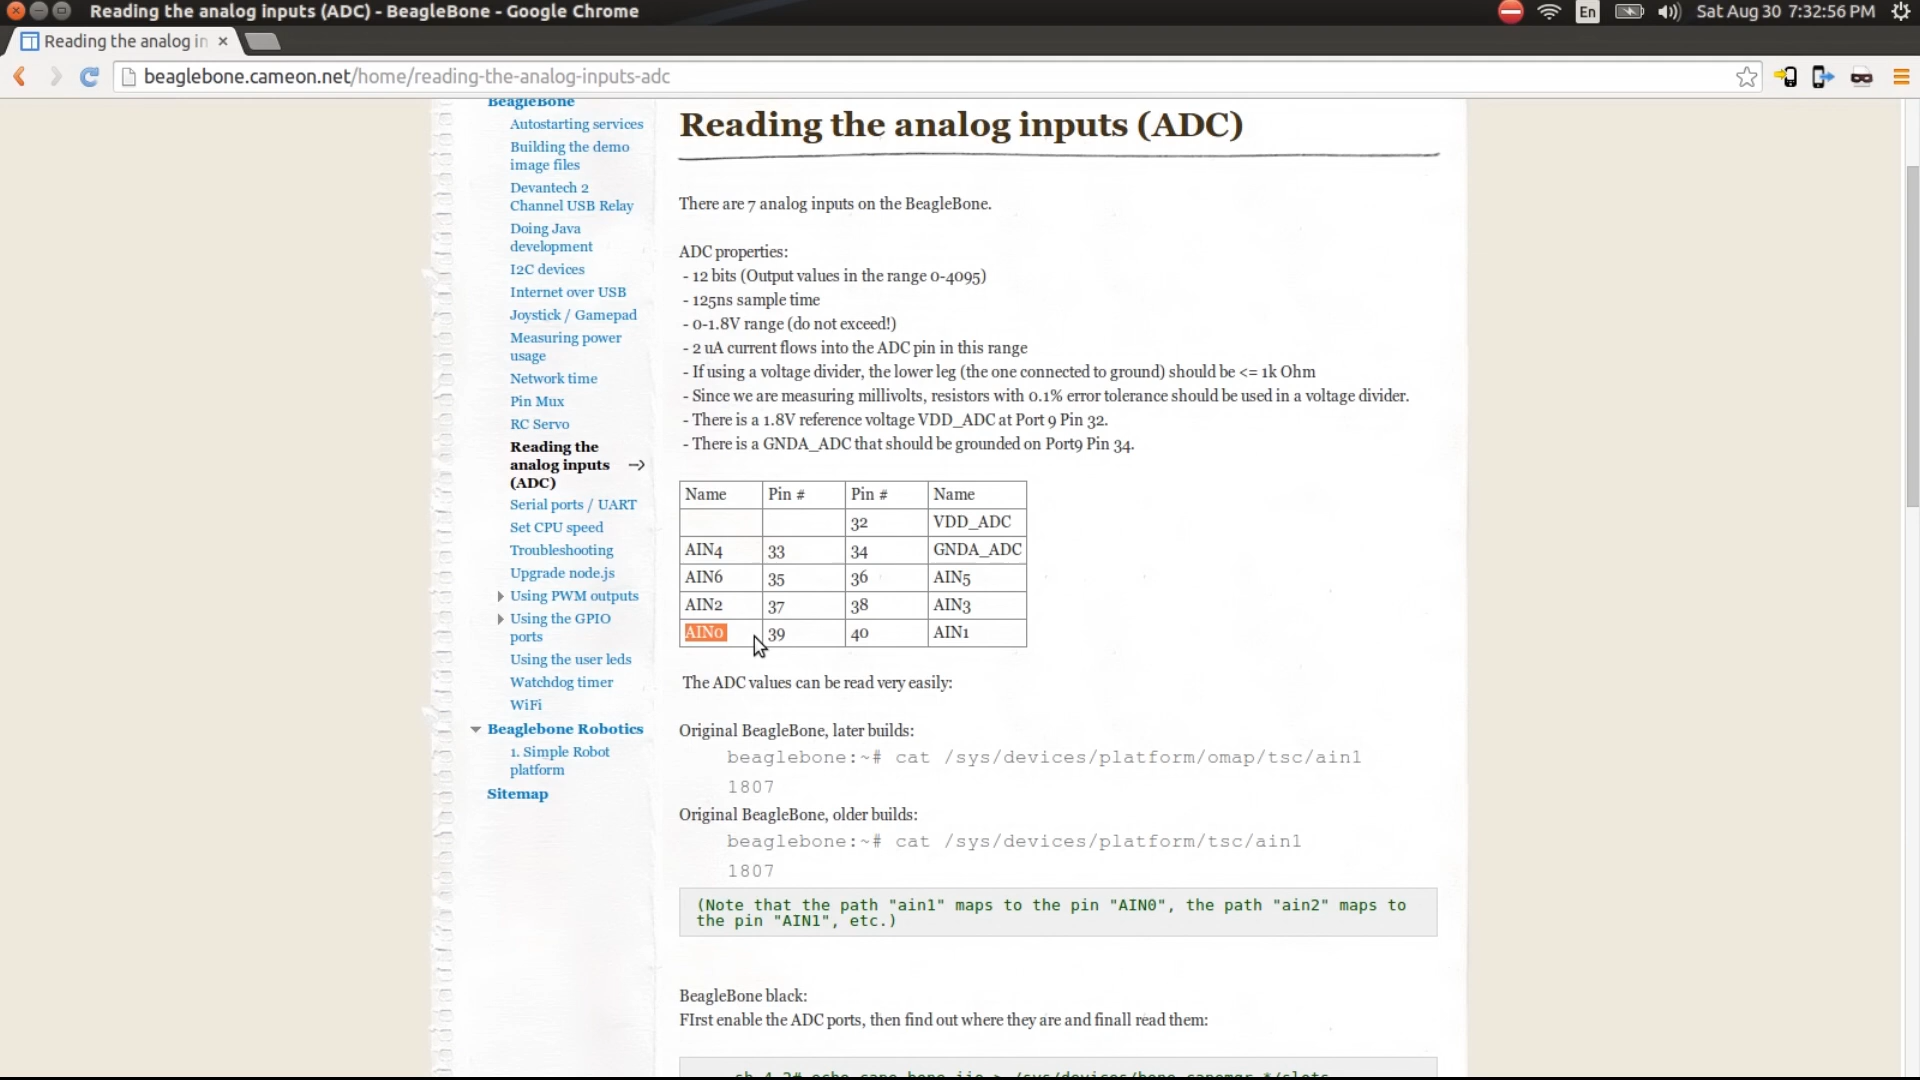 Reading the analog inputs (ADC) - BeagleBone - Google Chrome
En
Sat Aug 30 7:32:56 PM
Reading the analog in
beaglebone.cameon.net/home/reading-the-analog-inputs-adc
BeagleBone
Autostarting services
Building the demo
image files
Devantech 2
Channel USB Relay
Doing Java
development
I2C devices
Internet over USB
Joystick / Gamepad
Measuring power
usage
Network time
Pin Mux
RC Servo
Reading the
analog inputs
(ADC)
Serial ports / UART
Set CPU speed
Troubleshooting
Upgrade node.js
Using PWM outputs
Using the GPIO
ports
Using the user leds
Watchdog timer
WiFi
Beaglebone Robotics
1. Simple Robot
platform
Sitemap
Reading the analog inputs (ADC)
There are 7 analog inputs on the BeagleBone.
ADC properties:
- 12 bits (Output values in the range 0-4095)
- 125ns sample time
- 0-1.8V range (do not exceed!)
- 2 uA current flows into the ADC pin in this range
- If using a voltage divider, the lower leg (the one connected to ground) should be <= 1k Ohm
- Since we are measuring millivolts, resistors with 0.1% error tolerance should be used in a voltage divider.
- There is a 1.8V reference voltage VDD_ADC at Port 9 Pin 32.
- There is a GNDA_ADC that should be grounded on Port9 Pin 34.
Name Pin # Pin # Name
32 VDD_ADC
AIN4 33 34 GNDA_ADC
AIN6 35 36 AIN5
AIN2 37 38 AIN3
AIN0 39 40 AIN1
The ADC values can be read very easily:
Original BeagleBone, later builds:
beaglebone:~# cat /sys/devices/platform/omap/tsc/ain1
1807
Original BeagleBone, older builds:
beaglebone:~# cat /sys/devices/platform/tsc/ain1
1807
(Note that the path "ain1" maps to the pin "AIN0", the path "ain2" maps to
the pin "AIN1", etc.)
BeagleBone black:
FIrst enable the ADC ports, then find out where they are and finall read them: